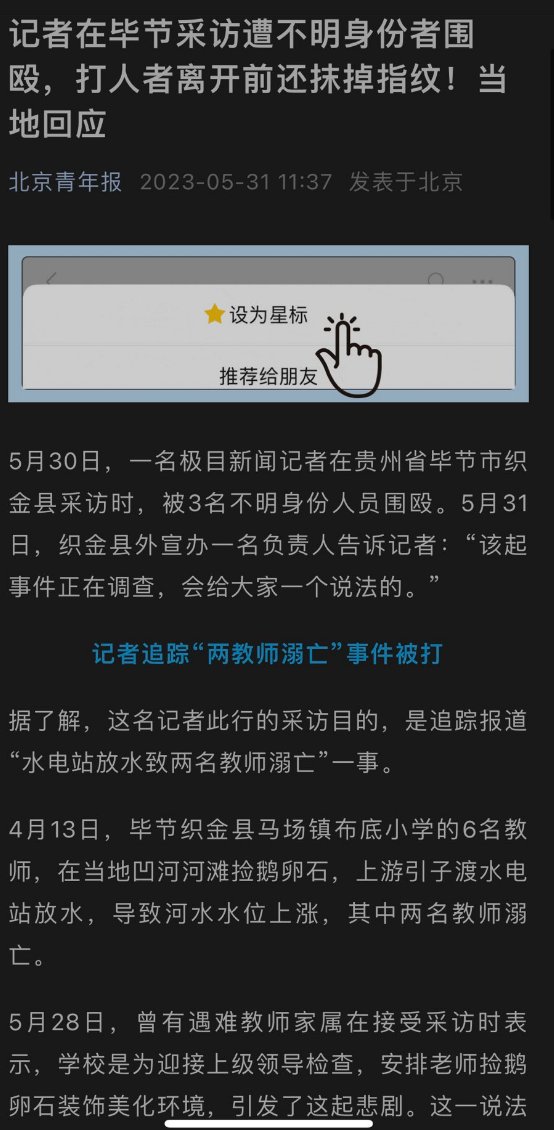 记者在毕节采访遭不明身份者围
殴，打人者离开前还抹掉指纹！当
地回应
北京青年报 2023-05-31 11:37 发表于北京
设为星标
推荐给朋友
5月30日，一名极目新闻记者在贵州省毕节市织
金县采访时，被3名不明身份人员围殴。5月31
日，织金县外宣办一名负责人告诉记者：“该起
事件正在调查，会给大家一个说法的。”
记者追踪“两教师溺亡”事件被打
据了解，这名记者此行的采访目的，是追踪报道
“水电站放水致两名教师溺亡”一事。
4月13日，毕节织金县马场镇布底小学的6名教
师，在当地凹河河滩捡鹅卵石，上游引子渡水电
站放水，导致河水水位上涨，其中两名教师溺
亡。
5月28日，曾有遇难教师家属在接受采访时表
示，学校是为迎接上级领导检查，安排老师捡鹅
卵石装饰美化环境，引发了这起悲剧。这一说法